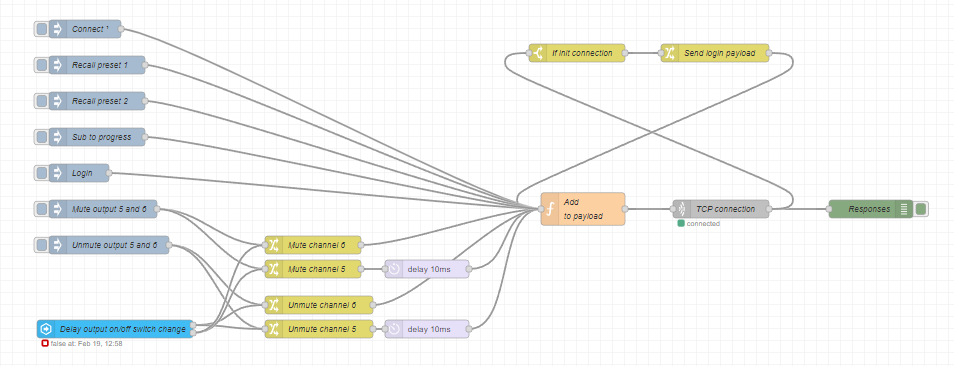 Connect ¹
If init connection
Send login payload
Recall preset 1
Recall preset 2
Sub to progress
Login
Mute output 5 and 6
Add
to payload
TCP connection
Responses
connected
Unmute output 5 and 6
Mute channel 6
Mute channel 5
delay 10ms
Unmute channel 6
Delay output on/off switch change
Unmute channel 5
delay 10ms
false at: Feb 19, 12:58